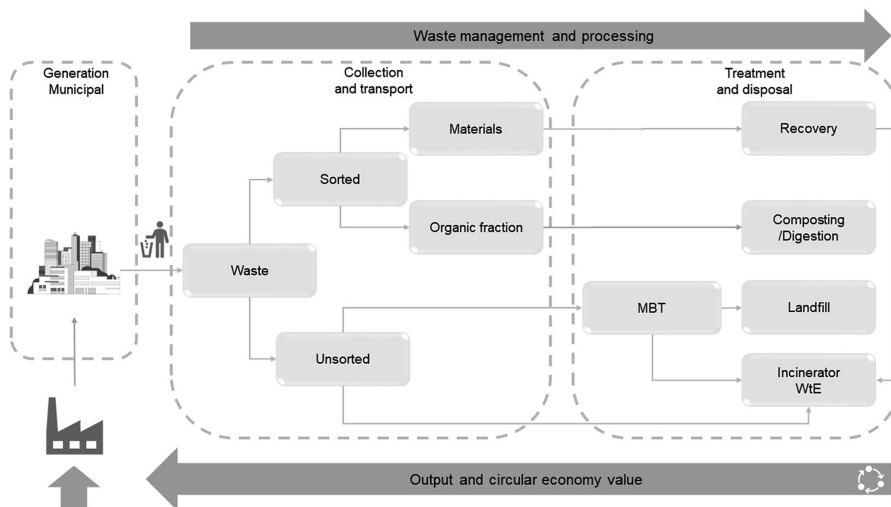 Waste management and processing
Generation
Municipal
Collection
and transport
Treatment
and disposal
Materials
Recovery
Sorted
Organic fraction
Composting
/Digestion
Waste
MBT
Landfill
Unsorted
Incinerator
WtE
Output and circular economy value